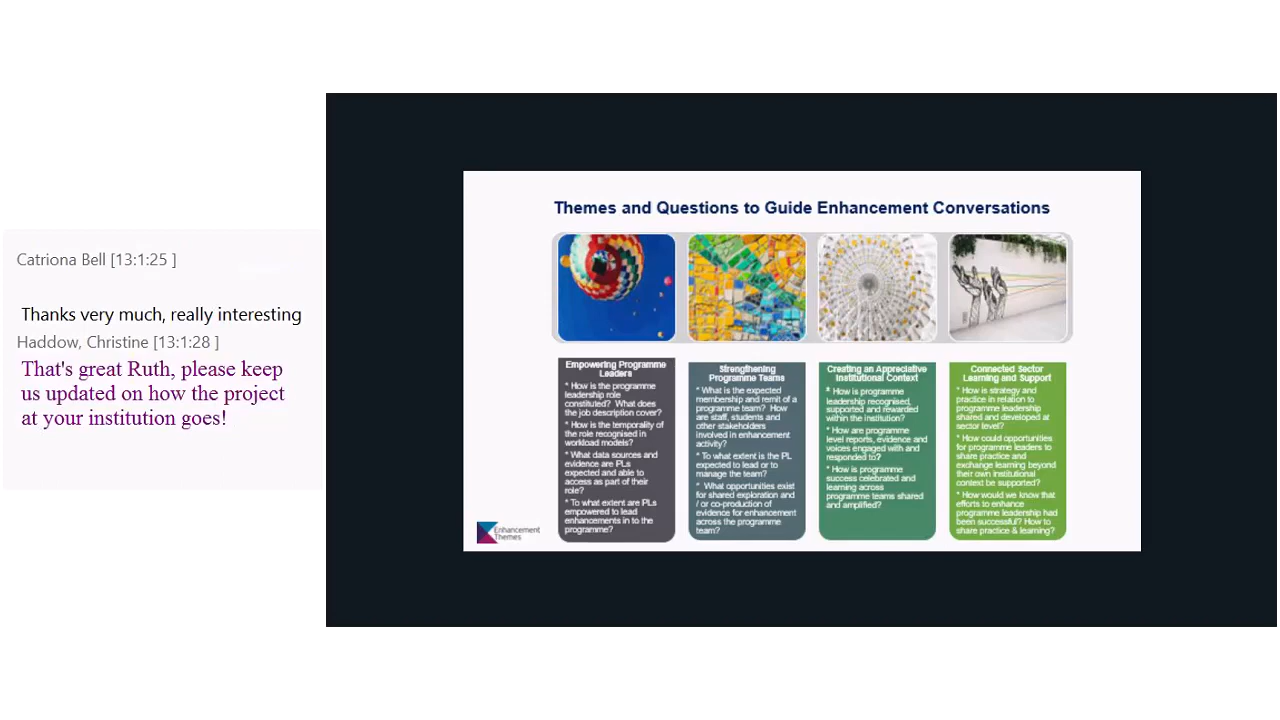 Catriona Bell [13:1:25 ]
Thanks very much, really interesting
Haddow, Christine [13:1:28 ]
That's great Ruth, please keep
us updated on how the project
at your institution goes!
Themes and Questions to Guide Enhancement Conversations
Empowering Programme
Leaders
* How is the programme
leadership role
constituted? What does
the job description cover?
* How is the temporality of
the role recognised in
workload models?
* What data sources and
evidence are PLs
expected and able to
access as part of their
role?
* To what extent are PLs
empowered to lead
enhancements in to the
programme?
Strengthening
Programme Teams
* What is the expected
membership and remit of a
programme team? How
are staff, students and
other stakeholders
involved in enhancement
activity?
* To what extent is the PL
expected to lead or to
manage the team?
* What opportunities exist
for shared exploration and
/ or co-production of
evidence for enhancement
across the programme
team?
Creating an Appreciative
Institutional Context
* How is programme
leadership recognised,
supported and rewarded
within the institution?
* How are programme
level reports, evidence and
voices engaged with and
responded to?
* How is programme
success celebrated and
learning across
programme teams shared
and amplified?
Connected Sector
Learning and Support
* How is strategy and
practice in relation to
programme leadership
shared and developed at
sector level?
* How could opportunities
for programme leaders to
share practice and
exchange learning beyond
their own institutional
context be supported?
* How would we know that
efforts to enhance
programme leadership had
been successful? How to
share practice & learning?
Enhancement
Themes